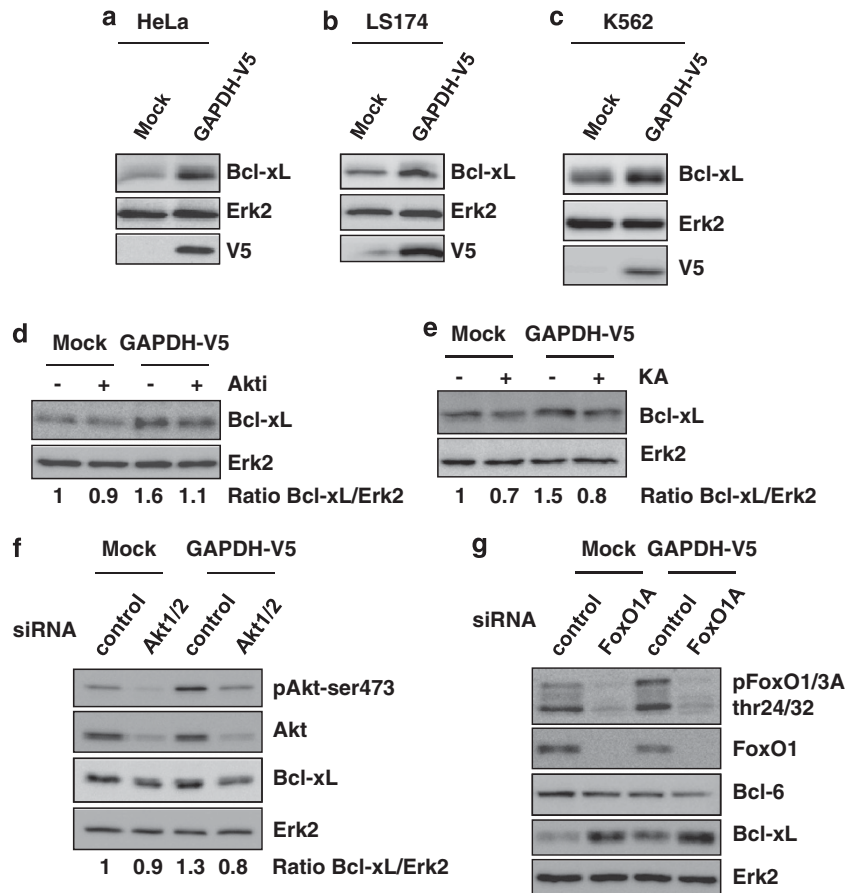 a HeLa
Mock GAPDH-V5
Bcl-xL
Erk2
V5
b LS174
Mock GAPDH-V5
Bcl-xL
Erk2
V5
c K562
Mock GAPDH-V5
Bcl-xL
Erk2
V5
d
Mock GAPDH-V5
- + - + Akti
Bcl-xL
Erk2
1 0.9 1.6 1.1 Ratio Bcl-xL/Erk2
e
Mock GAPDH-V5
- + - + KA
Bcl-xL
Erk2
1 0.7 1.5 0.8 Ratio Bcl-xL/Erk2
f
Mock GAPDH-V5
siRNA control Akt1/2 control Akt1/2
pAkt-ser473
Akt
Bcl-xL
Erk2
1 0.9 1.3 0.8 Ratio Bcl-xL/Erk2
g
Mock GAPDH-V5
siRNA control FoxO1A control FoxO1A
pFoxO1/3A
thr24/32
FoxO1
Bcl-6
Bcl-xL
Erk2